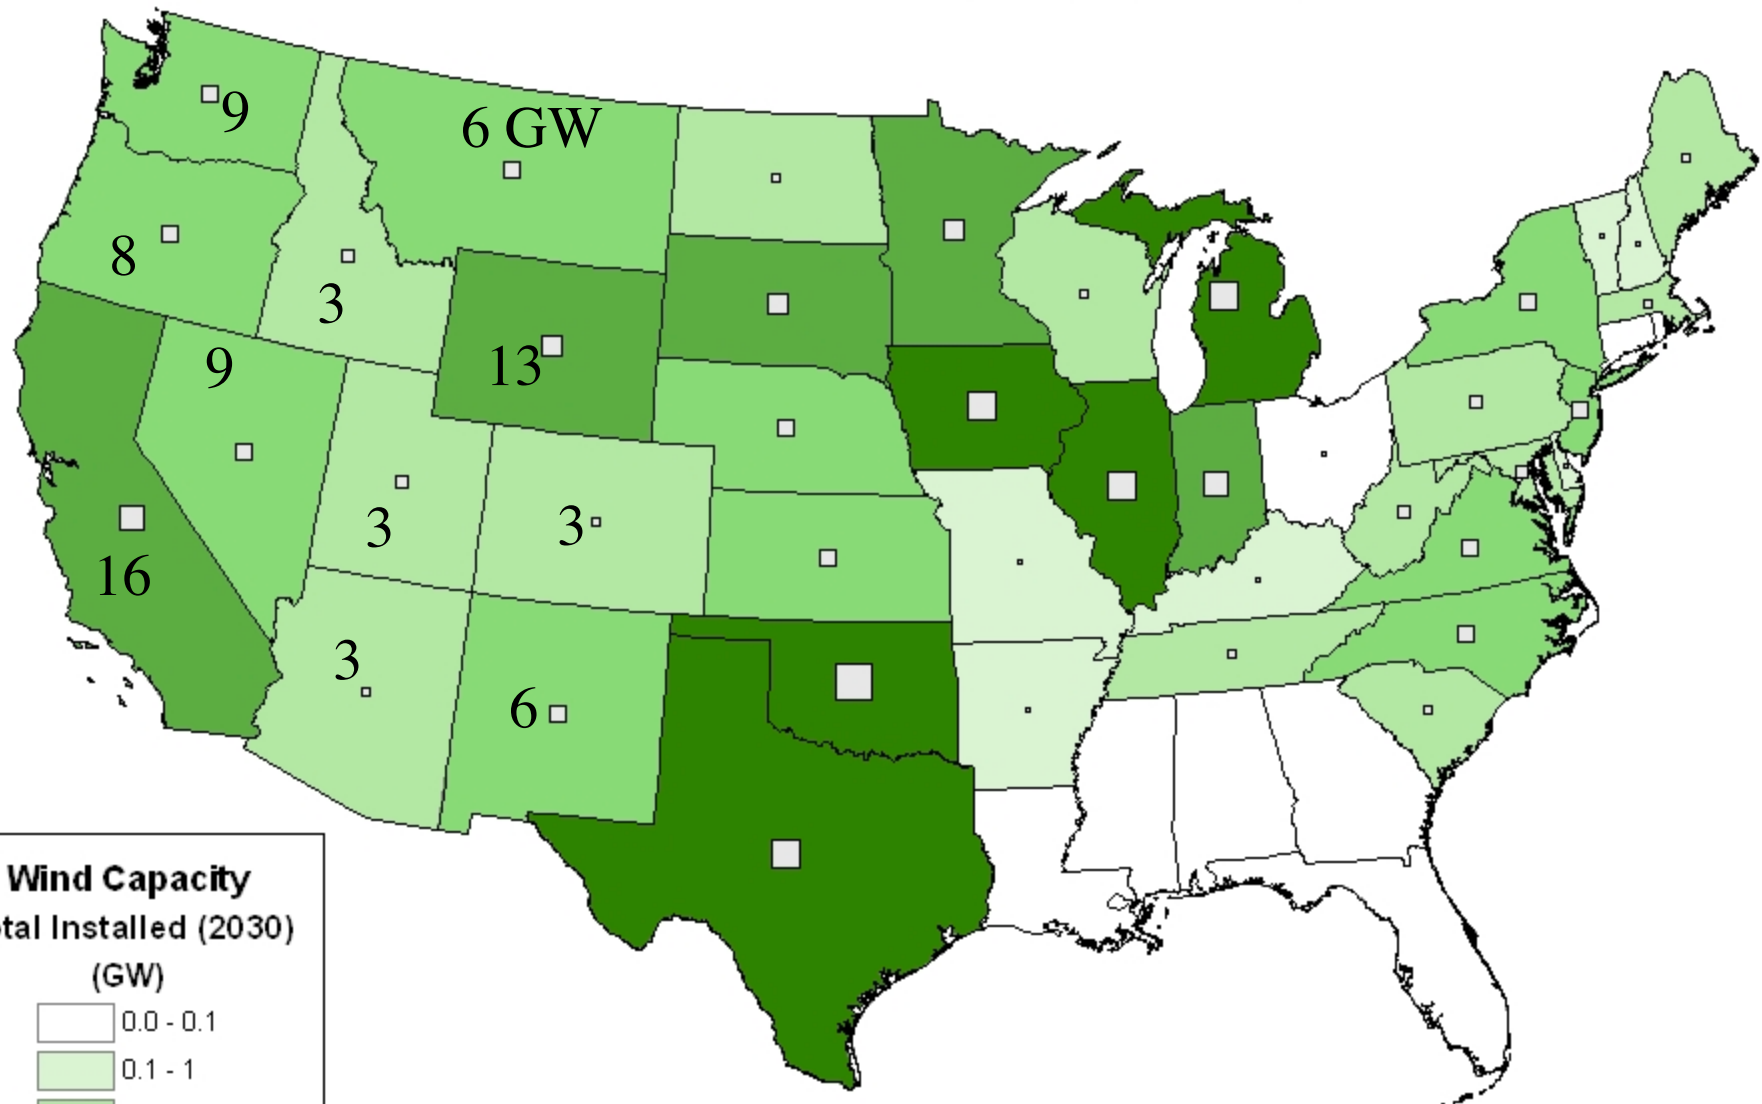 9
6 GW
8
3
9
13
3
3
16
3
6
Wind Capacity
tal Installed (2030)
(GW)
0.0 - 0.1
0.1 - 1